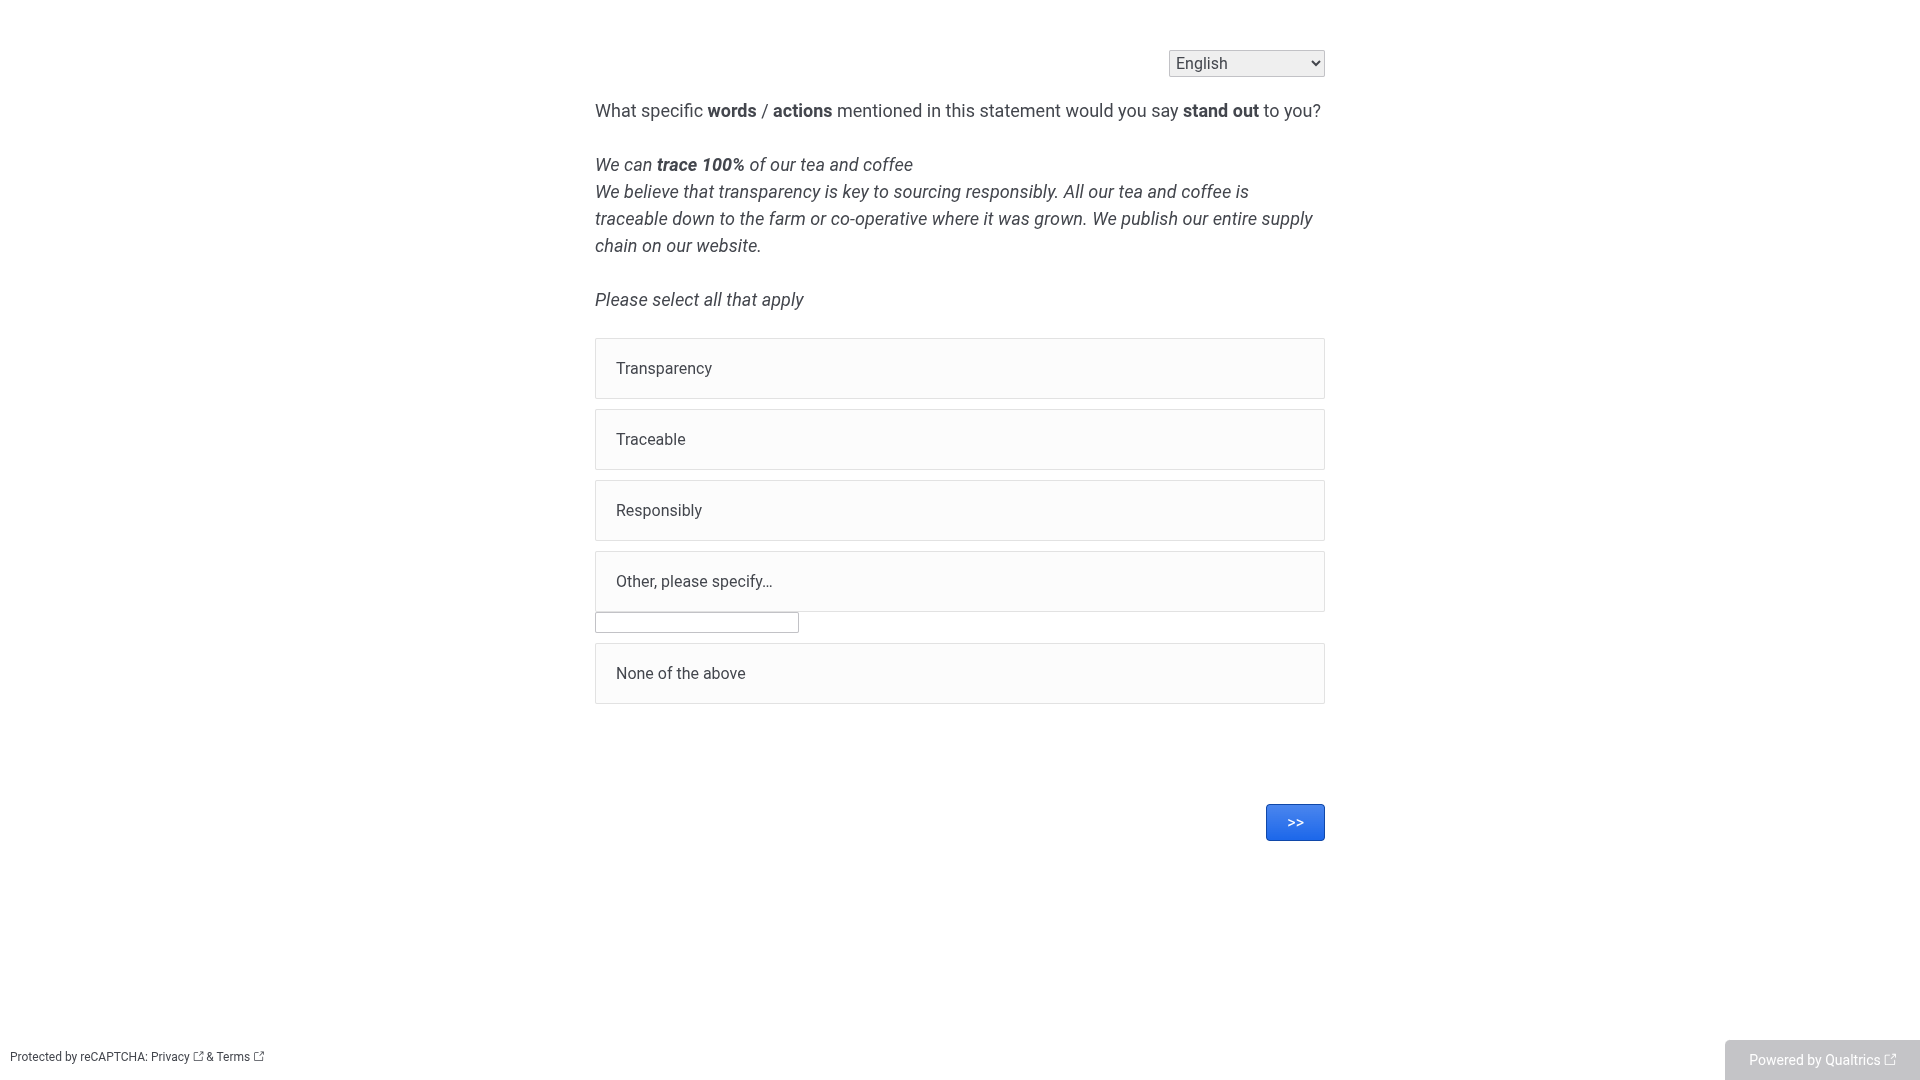 English
What specific words / actions mentioned in this statement would you say stand out to you?
We can trace 100% of our tea and coffee
We believe that transparency is key to sourcing responsibly. All our tea and coffee is
traceable down to the farm or co-operative where it was grown. We publish our entire supply
chain on our website.
Please select all that apply
Transparency
Traceable
Responsibly
Other, please specify...
None of the above
>>
Protected by reCAPTCHA: Privacy & Terms
Powered by Qualtrics